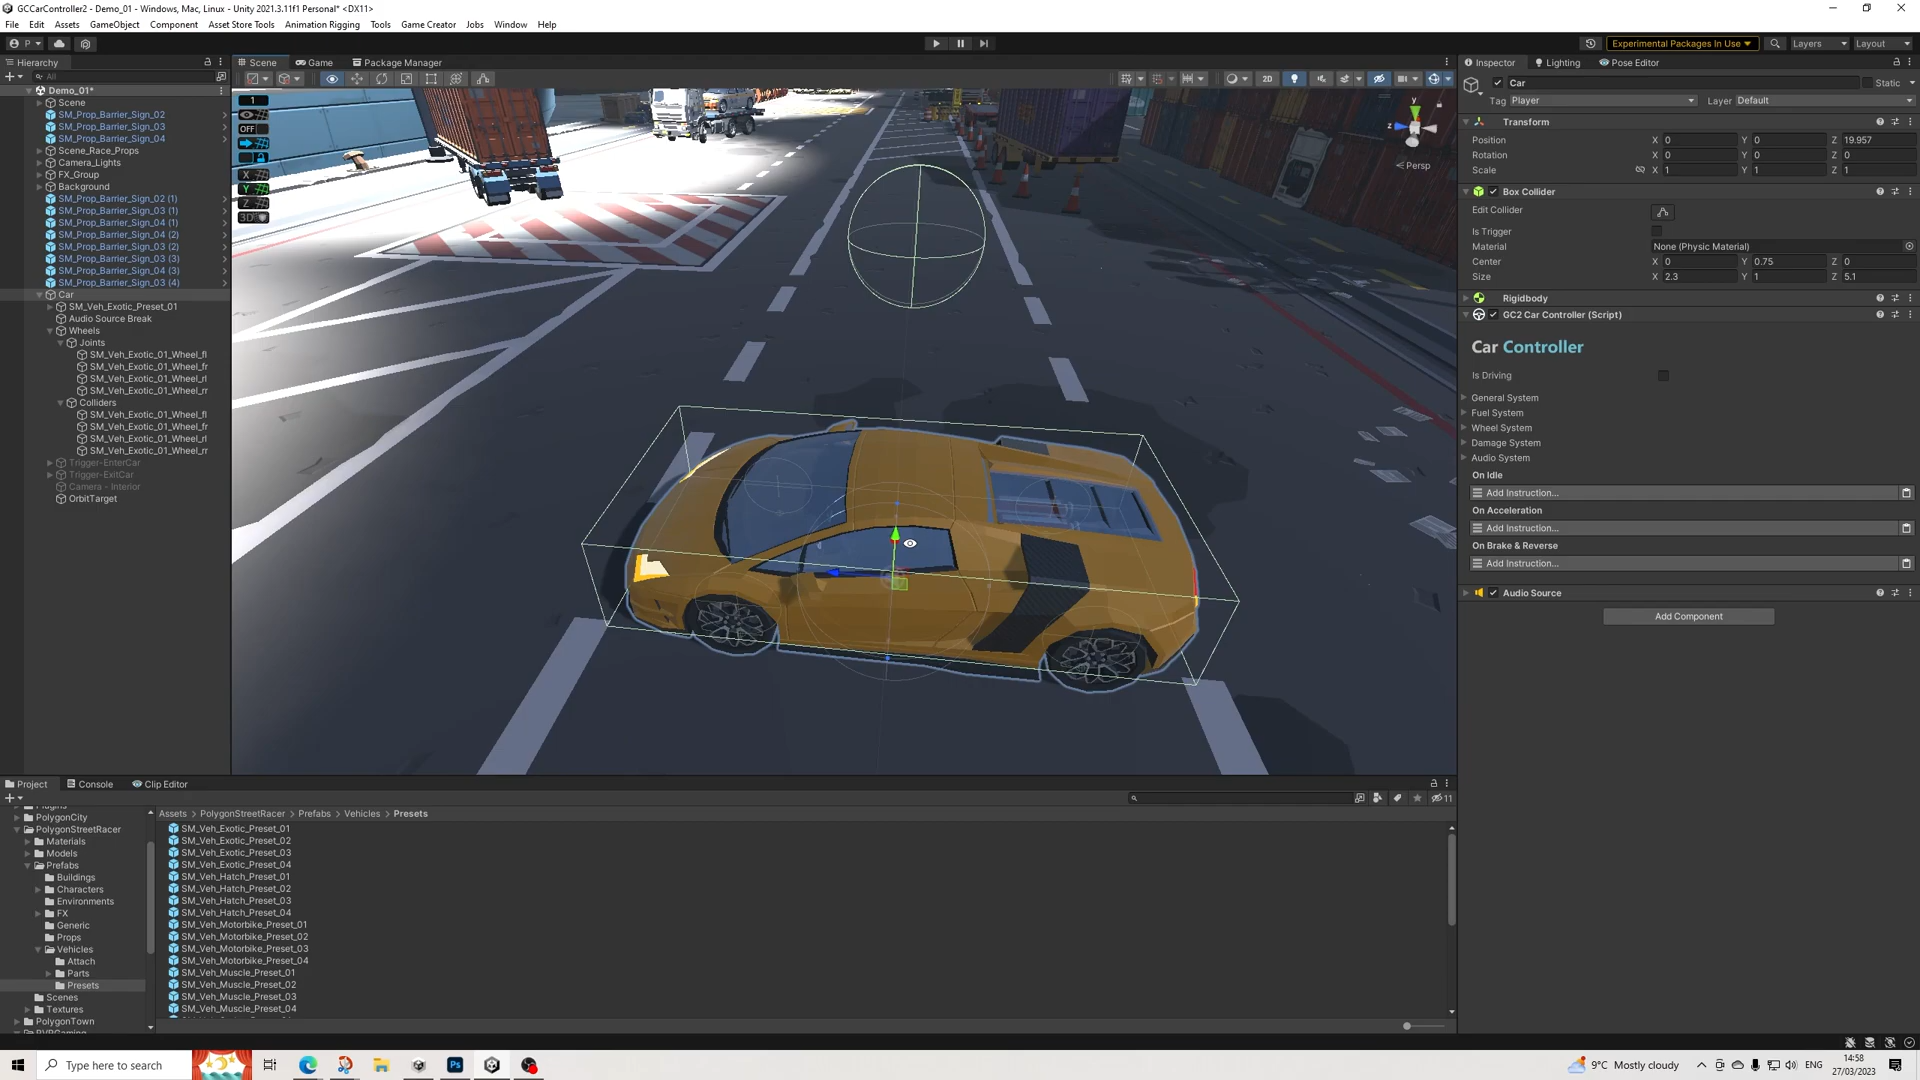 GCCarController2 - Demo_01 - Windows, Mac, Linux - Unity 2021.3.11f1 Personal* <DX11>
File Edit Assets GameObject Component Asset Store Tools Animation Rigging Tools Game Creator Jobs Window Help
P Experimental Packages In Use Layers Layout
Hierarchy
All
Demo_01*
Scene
SM_Prop_Barrier_Sign_02
SM_Prop_Barrier_Sign_03
SM_Prop_Barrier_Sign_04
Scene_Race_Props
Camera_Lights
FX_Group
Background
SM_Prop_Barrier_Sign_02 (1)
SM_Prop_Barrier_Sign_03 (1)
SM_Prop_Barrier_Sign_04 (1)
SM_Prop_Barrier_Sign_04 (2)
SM_Prop_Barrier_Sign_03 (2)
SM_Prop_Barrier_Sign_03 (3)
SM_Prop_Barrier_Sign_04 (3)
SM_Prop_Barrier_Sign_03 (4)
Car
SM_Veh_Exotic_Preset_01
Audio Source Break
Wheels
Joints
SM_Veh_Exotic_01_Wheel_fl
SM_Veh_Exotic_01_Wheel_fr
SM_Veh_Exotic_01_Wheel_rl
SM_Veh_Exotic_01_Wheel_rr
Colliders
SM_Veh_Exotic_01_Wheel_fl
SM_Veh_Exotic_01_Wheel_fr
SM_Veh_Exotic_01_Wheel_rl
SM_Veh_Exotic_01_Wheel_rr
Trigger-EnterCar
Trigger-ExitCar
Camera - Interior
OrbitTarget
Scene Game Package Manager
2D
1
OFF
X
Y
Z
3D
y
z
Persp
Inspector Lighting Pose Editor
Car Static
Tag Player Layer Default
Transform
Position X 0 Y 0 Z 19.957
Rotation X 0 Y 0 Z 0
Scale X 1 Y 1 Z 1
Box Collider
Edit Collider
Is Trigger
Material None (Physic Material)
Center X 0 Y 0.75 Z 0
Size X 2.3 Y 1 Z 5.1
Rigidbody
GC2 Car Controller (Script)
Car Controller
Is Driving
General System
Fuel System
Wheel System
Damage System
Audio System
On Idle
Add Instruction...
On Acceleration
Add Instruction...
On Brake & Reverse
Add Instruction...
Audio Source
Add Component
Project Console Clip Editor
11
PolygonCity
PolygonStreetRacer
Materials
Models
Prefabs
Buildings
Characters
Environments
FX
Generic
Props
Vehicles
Attach
Parts
Presets
Scenes
Textures
PolygonTown
Assets > PolygonStreetRacer > Prefabs > Vehicles > Presets
SM_Veh_Exotic_Preset_01
SM_Veh_Exotic_Preset_02
SM_Veh_Exotic_Preset_03
SM_Veh_Exotic_Preset_04
SM_Veh_Hatch_Preset_01
SM_Veh_Hatch_Preset_02
SM_Veh_Hatch_Preset_03
SM_Veh_Hatch_Preset_04
SM_Veh_Motorbike_Preset_01
SM_Veh_Motorbike_Preset_02
SM_Veh_Motorbike_Preset_03
SM_Veh_Motorbike_Preset_04
SM_Veh_Muscle_Preset_01
SM_Veh_Muscle_Preset_02
SM_Veh_Muscle_Preset_03
SM_Veh_Muscle_Preset_04
Type here to search
Ps
9°C Mostly cloudy
ENG
14:58
27/03/2023